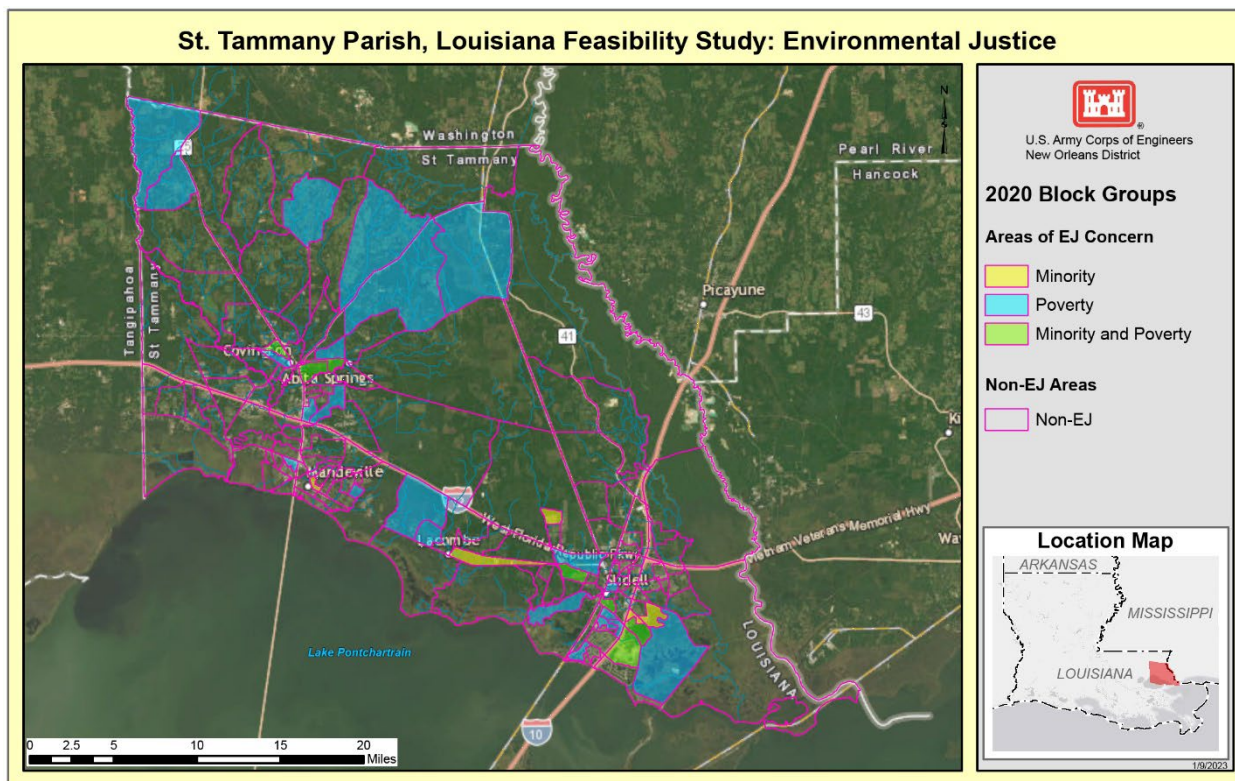 St. Tammany Parish, Louisiana Feasibility Study: Environmental Justice
N
Washington
St Tammany
Pearl River
Hancock
Tangipahoa
St Tammany
Picayune
43
41
Covington
Abita Springs
Mandeville
12
West Florida Republic Pkwy
Lacombe
Slidell
Vietnam Veterans Memorial Hwy
Lake Pontchartrain
LOUISIANA
10
0 2.5 5 10 15 20
Miles
®
U.S. Army Corps of Engineers
New Orleans District
2020 Block Groups
Areas of EJ Concern
Minority
Poverty
Minority and Poverty
Non-EJ Areas
Non-EJ
Location Map
ARKANSAS
MISSISSIPPI
LOUISIANA
1/9/2023